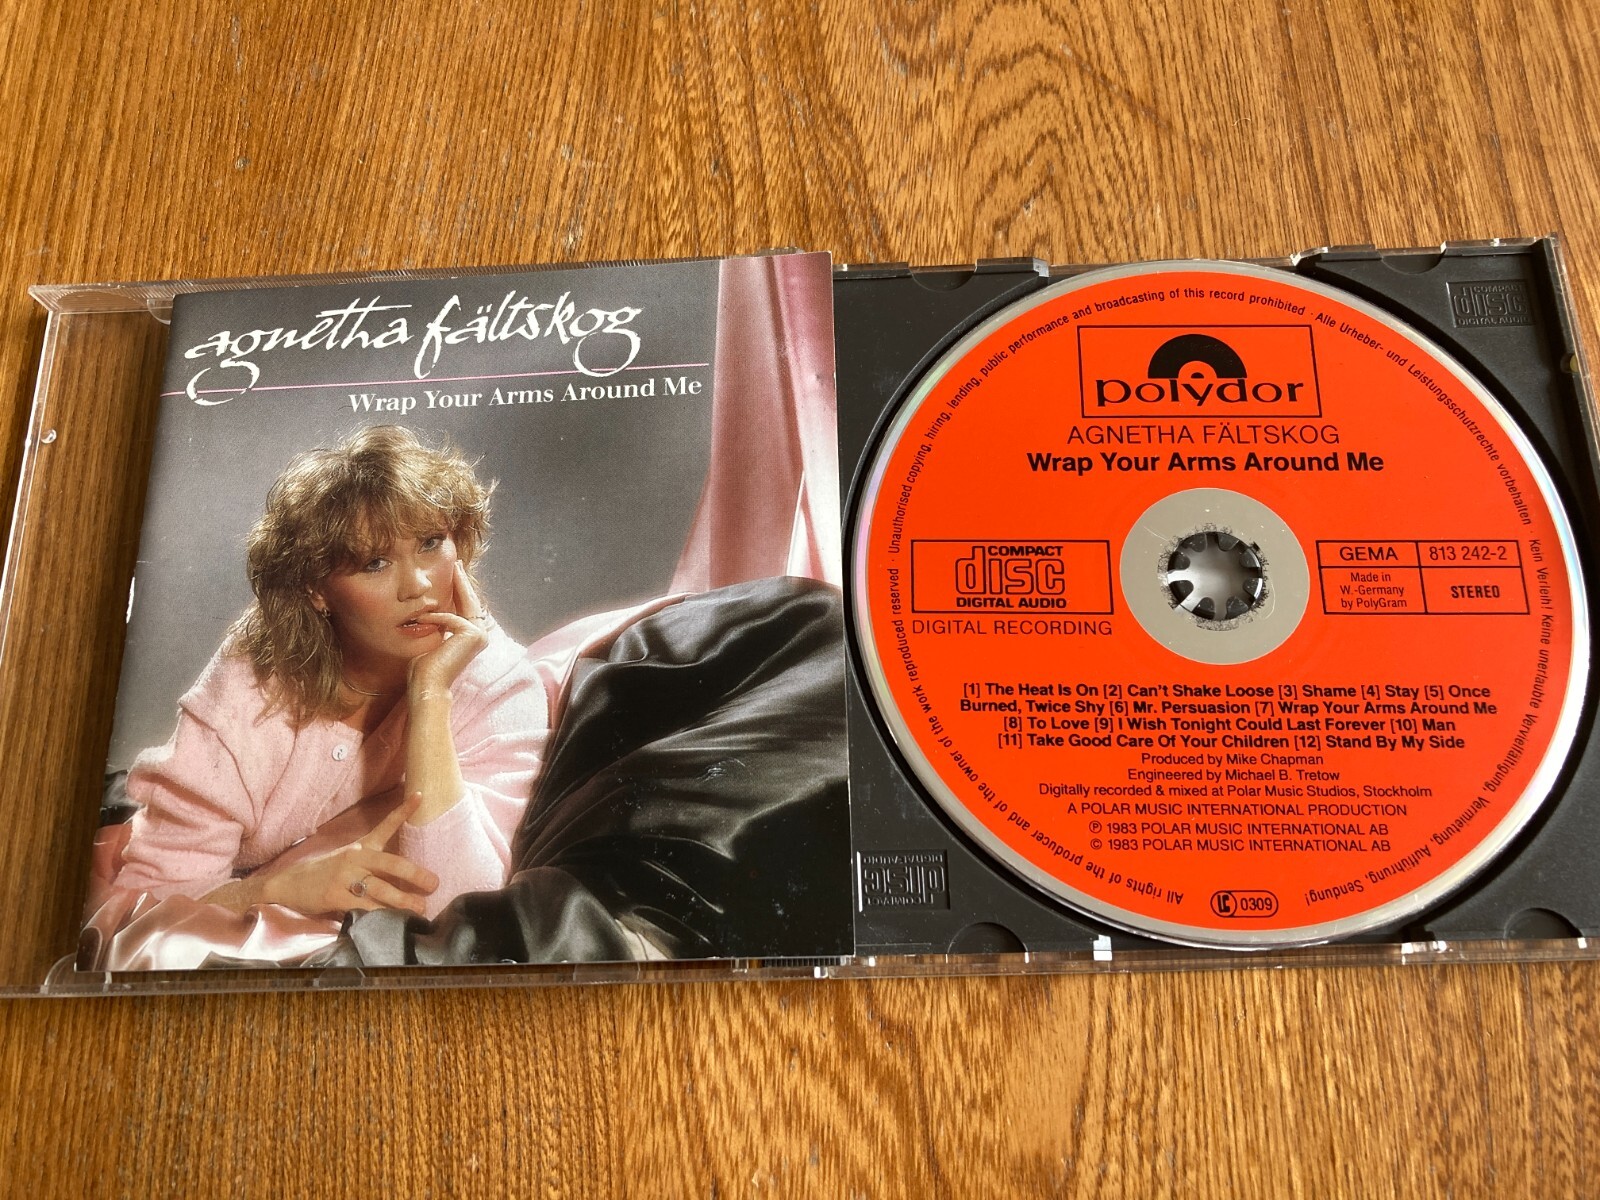 agnetha fältskog
Wrap Your Arms Around Me
COMPACT
disc
DIGITAL AUDIO
Unauthorised copying, hiring, lending, public performance and broadcasting of this record prohibited · Alle Urheber- und Leistungsschutzrechte vorbehalten · Kein Verleih! Keine unerlaubte Vervielfältigung, Vermietung, Aufführung, Sendung!
All rights of the producer and of the owner of the work reproduced reserved ·
polydor
AGNETHA FÄLTSKOG
Wrap Your Arms Around Me
COMPACT
disc
DIGITAL AUDIO
DIGITAL RECORDING
GEMA
813 242-2
Made in
W.-Germany
by PolyGram
STEREO
[1] The Heat Is On [2] Can't Shake Loose [3] Shame [4] Stay [5] Once
Burned, Twice Shy [6] Mr. Persuasion [7] Wrap Your Arms Around Me
[8] To Love [9] I Wish Tonight Could Last Forever [10] Man
[11] Take Good Care Of Your Children [12] Stand By My Side
Produced by Mike Chapman
Engineered by Michael B. Tretow
Digitally recorded & mixed at Polar Music Studios, Stockholm
A POLAR MUSIC INTERNATIONAL PRODUCTION
℗ 1983 POLAR MUSIC INTERNATIONAL AB
© 1983 POLAR MUSIC INTERNATIONAL AB
LC 0309
COMPACT
disc
DIGITAL AUDIO